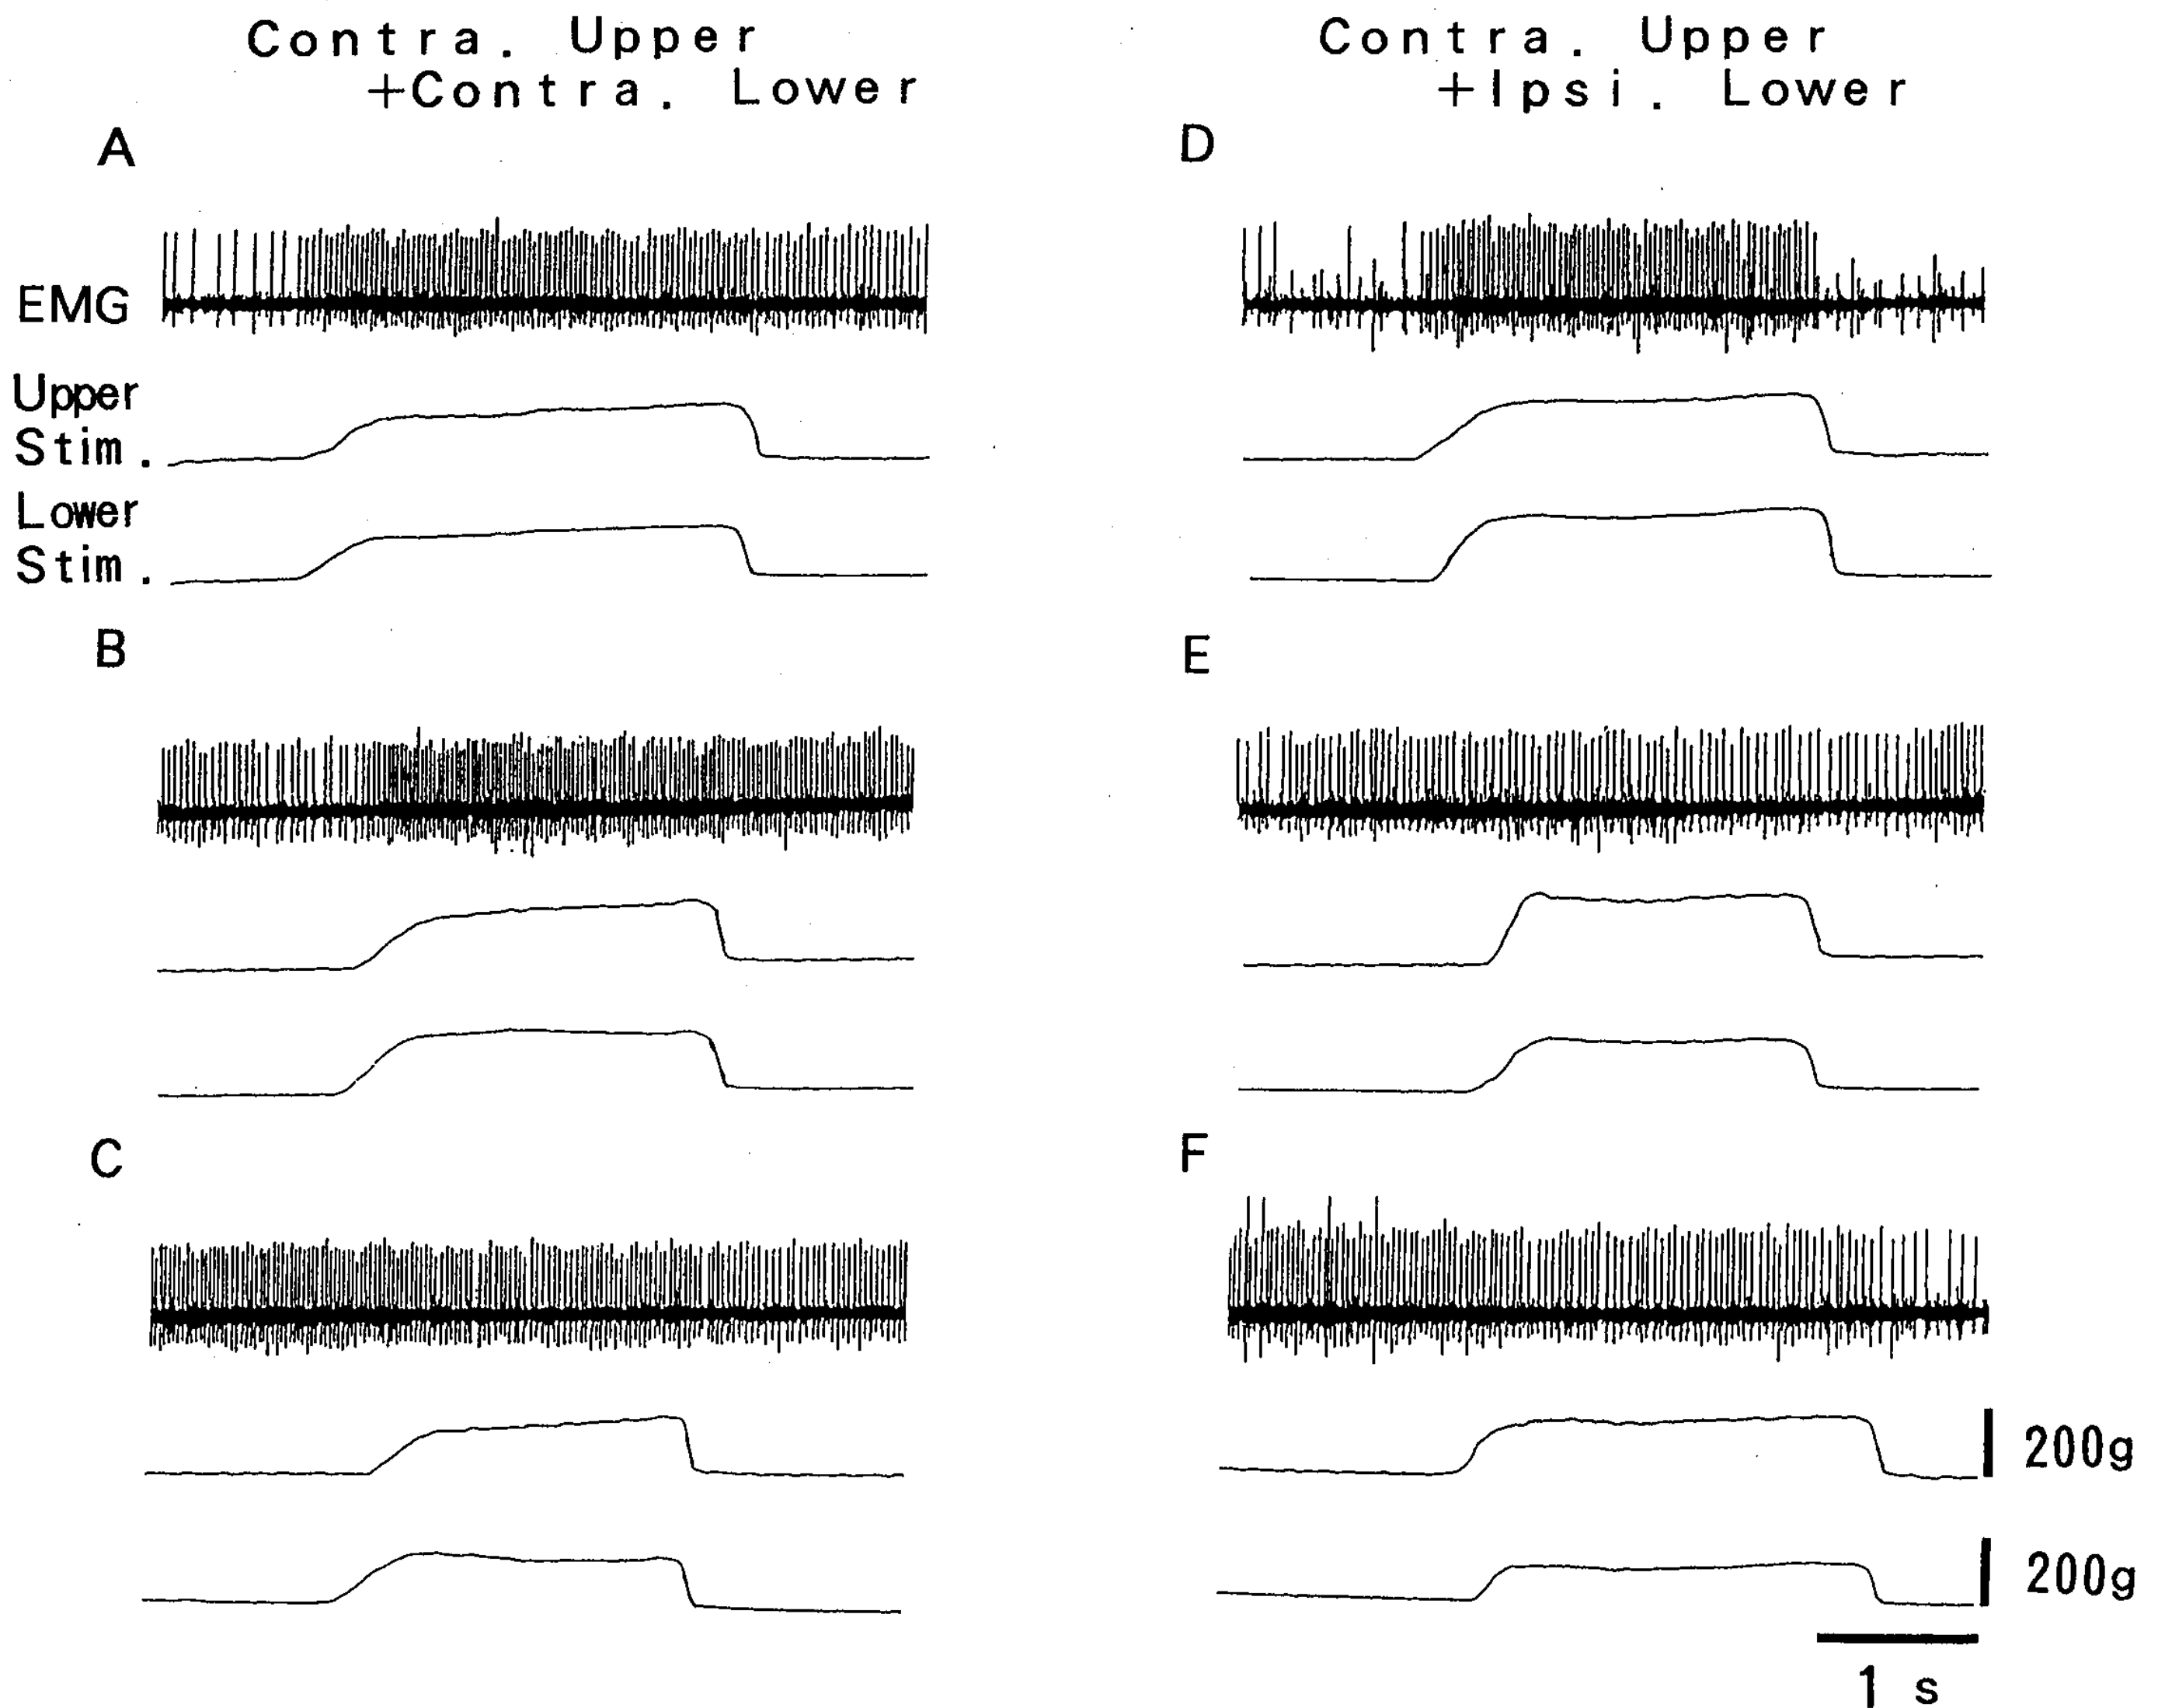 Contra. Upper
+Contra. Lower
Contra. Upper
+Ipsi. Lower
A
D
EMG
Upper
Stim.
Lower
Stim.
B
E
C
F
200g
200g
1 s